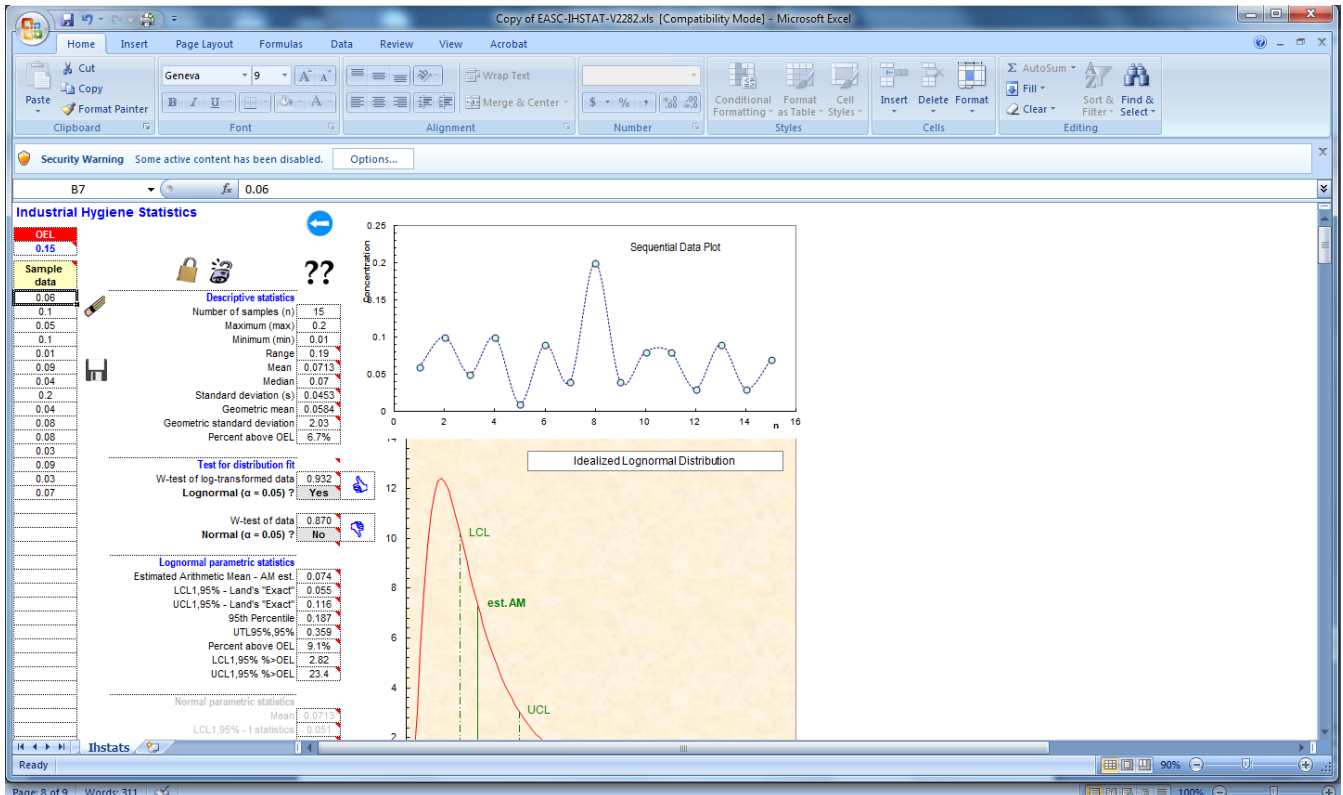 Copy of EASC-IHSTAT-V2282.xls [Compatibility Mode] - Microsoft Excel
Home Insert Page Layout Formulas Data Review View Acrobat
Paste
Cut
Copy
Format Painter
Clipboard
Geneva 9
B I U
Font
Wrap Text
Merge & Center
Alignment
$ % ,
Number
Conditional Formatting
Format as Table
Cell Styles
Styles
Insert Delete Format
Cells
Σ AutoSum
Fill
Clear
Sort & Filter
Find & Select
Editing
Security Warning Some active content has been disabled. Options...
B7 fx 0.06
Industrial Hygiene Statistics
OEL
0.15
Sample data
0.06
0.1
0.05
0.1
0.01
0.09
0.04
0.2
0.04
0.08
0.08
0.03
0.09
0.03
0.07
??
Descriptive statistics
Number of samples (n) 15
Maximum (max) 0.2
Minimum (min) 0.01
Range 0.19
Mean 0.0713
Median 0.07
Standard deviation (s) 0.0453
Geometric mean 0.0584
Geometric standard deviation 2.03
Percent above OEL 6.7%
Test for distribution fit
W-test of log-transformed data 0.932
Lognormal (α = 0.05) ? Yes
W-test of data 0.870
Normal (α = 0.05) ? No
Lognormal parametric statistics
Estimated Arithmetic Mean - AM est. 0.074
LCL1,95% - Land's "Exact" 0.055
UCL1,95% - Land's "Exact" 0.116
95th Percentile 0.187
UTL95%,95% 0.359
Percent above OEL 9.1%
LCL1,95% %>OEL 2.82
UCL1,95% %>OEL 23.4
Normal parametric statistics
Mean 0.0713
LCL1,95% - t statistics 0.051
Sequential Data Plot
Concentration
0.25
0.2
0.15
0.1
0.05
0
0 2 4 6 8 10 12 14 n 16
Idealized Lognormal Distribution
14
12
10
8
6
4
2
LCL
est.AM
UCL
Ihstats
Ready 90%
Page: 8 of 9 Words: 311 100%